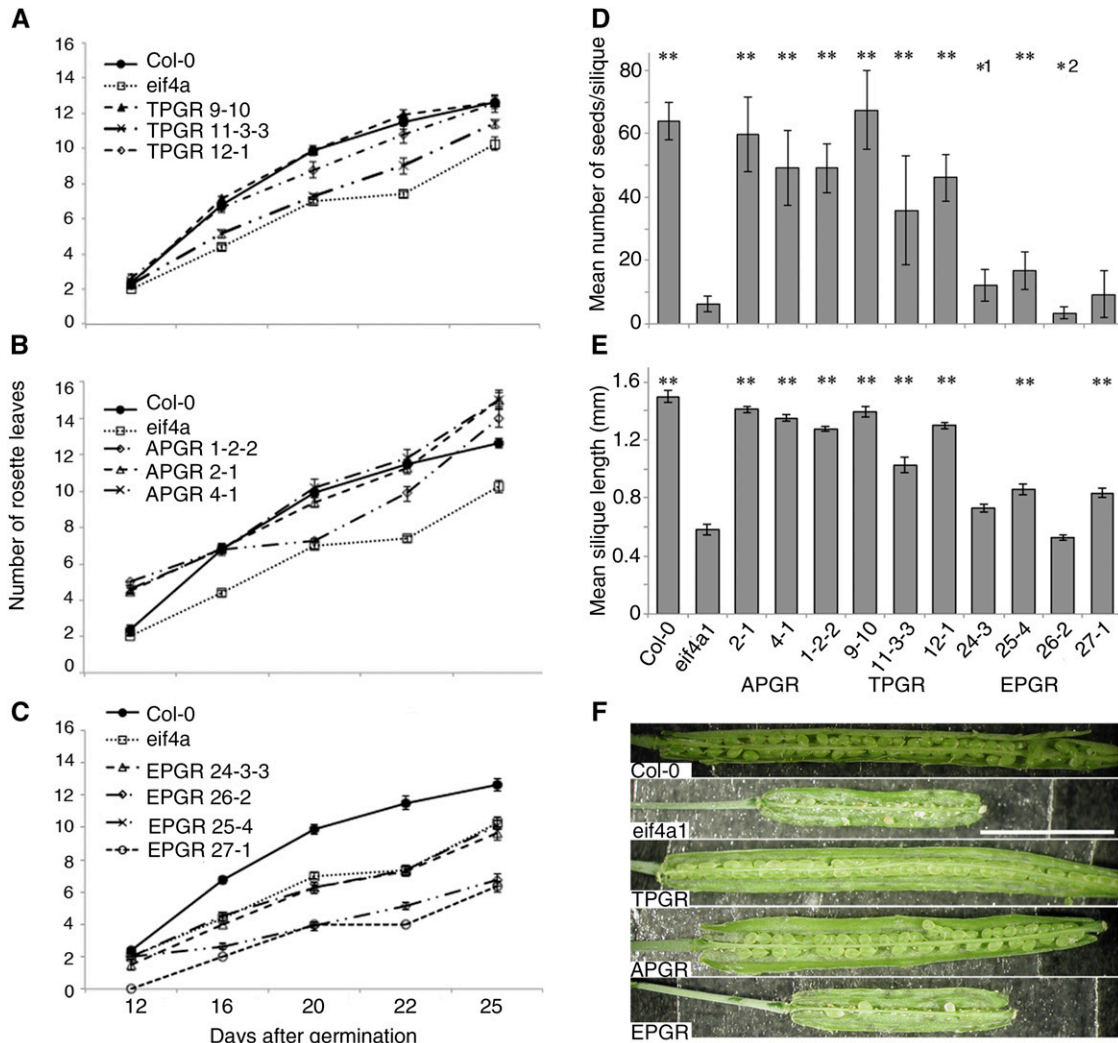 A
16
14
12
10
8
6
4
2
0
Col-0
eif4a
TPGR 9-10
TPGR 11-3-3
TPGR 12-1
B
Number of rosette leaves
16
14
12
10
8
6
4
2
0
Col-0
eif4a
APGR 1-2-2
APGR 2-1
APGR 4-1
C
16
14
12
10
8
6
4
2
0
Col-0
eif4a
EPGR 24-3-3
EPGR 26-2
EPGR 25-4
EPGR 27-1
12 16 20 22 25
Days after germination
D
Mean number of seeds/silique
80
60
40
20
0
** ** ** ** ** ** ** *1 ** *2
E
Mean silique length (mm)
1.6
1.2
0.8
0.4
0
** ** ** ** ** ** ** ** **
Col-0 eif4a1 2-1 4-1 1-2-2 9-10 11-3-3 12-1 24-3 25-4 26-2 27-1
APGR TPGR EPGR
F
Col-0
eif4a1
TPGR
APGR
EPGR